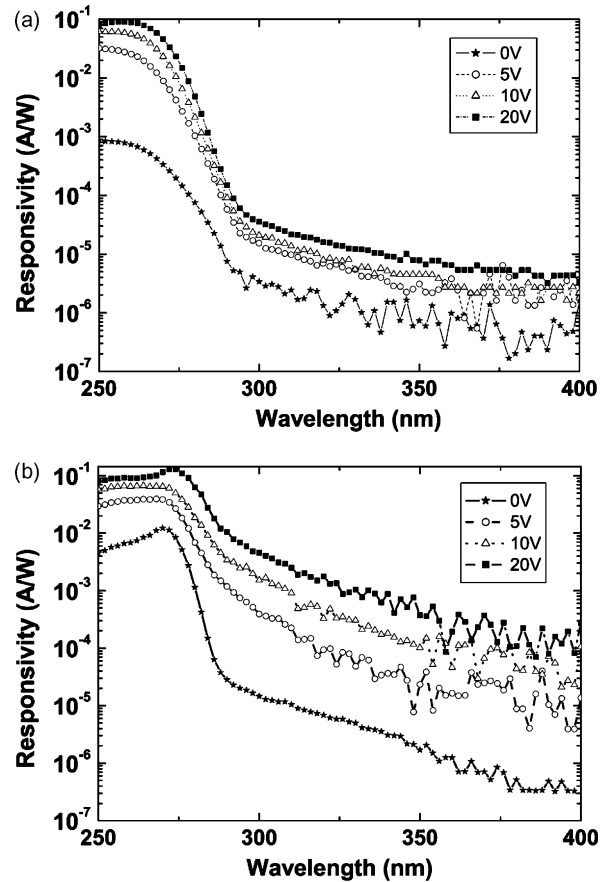 (a)
10^-1
10^-2
10^-3
10^-4
10^-5
10^-6
10^-7
Responsivity (A/W)
0V
5V
10V
20V
250 300 350 400
Wavelength (nm)
(b)
10^-1
10^-2
10^-3
10^-4
10^-5
10^-6
10^-7
Responsivity (A/W)
0V
5V
10V
20V
250 300 350 400
Wavelength (nm)